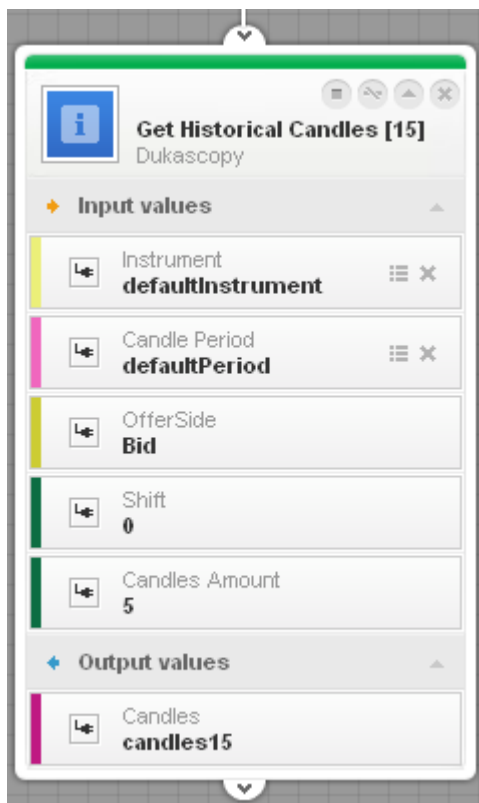 Get Historical Candles [15]
Dukascopy
Input values
Instrument
defaultInstrument
Candle Period
defaultPeriod
OfferSide
Bid
Shift
0
Candles Amount
5
Output values
Candles
candles15